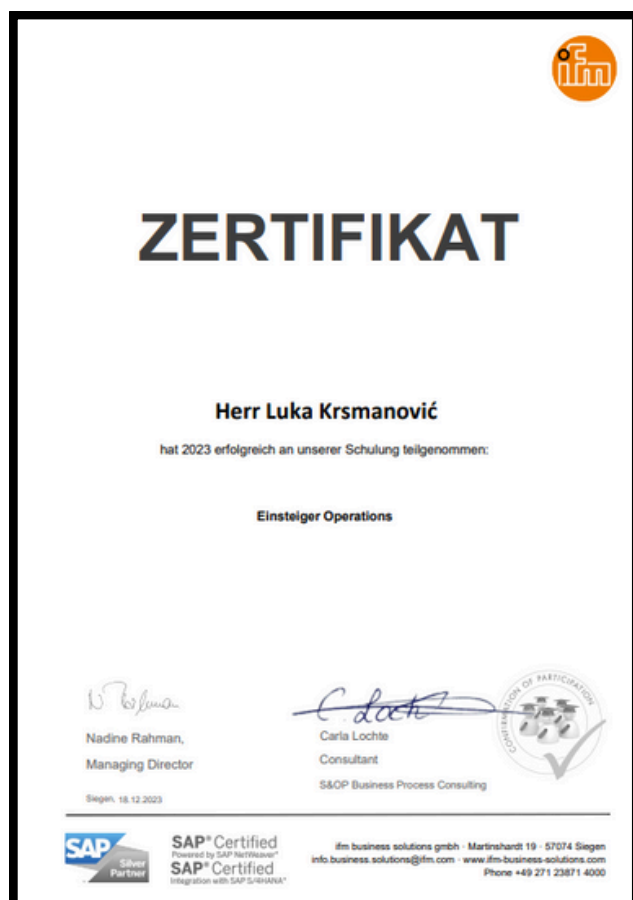 ifm
ZERTIFIKAT
Herr Luka Krsmanović
hat 2023 erfolgreich an unserer Schulung teilgenommen:
Einsteiger Operations
Nadine Rahman,
Managing Director
Siegen, 18.12.2023
C. Loch
Carla Lochte
Consultant
S&OP Business Process Consulting
CONFIRMATION OF PARTICIPATION
SAP
Silver
Partner
SAP® Certified
Powered by SAP NetWeaver®
SAP® Certified
Integration with SAP S/4HANA®
ifm business solutions gmbh · Martinshardt 19 · 57074 Siegen
info.business.solutions@ifm.com · www.ifm-business-solutions.com
Phone +49 271 23871 4000